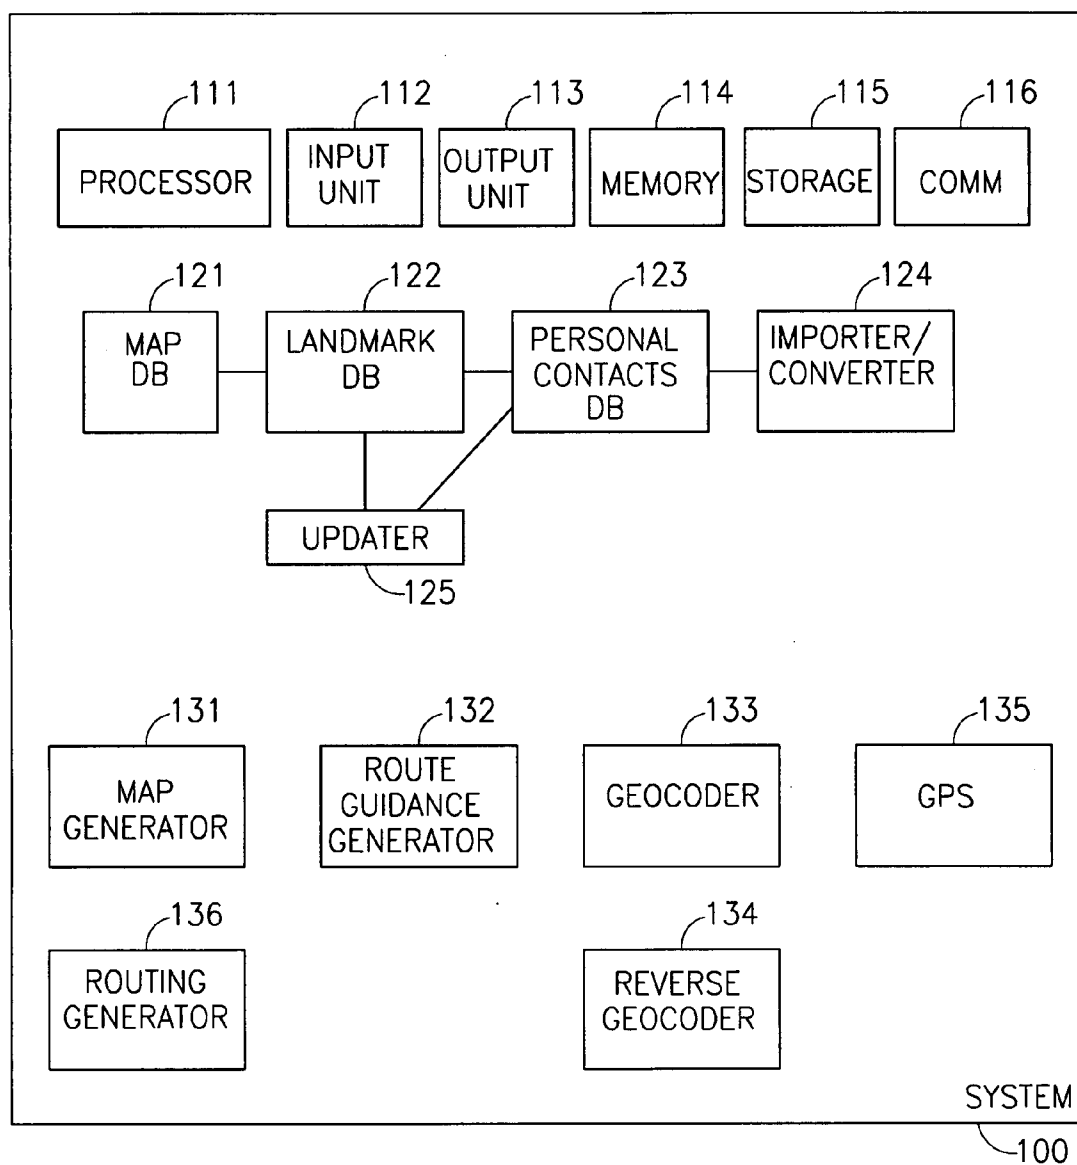 111 112 113 114 115 116
PROCESSOR
INPUT
UNIT
OUTPUT
UNIT
MEMORY
STORAGE
COMM
121 122 123 124
MAP
DB
LANDMARK
DB
PERSONAL
CONTACTS
DB
IMPORTER/
CONVERTER
UPDATER
125
131 132 133 135
MAP
GENERATOR
ROUTE
GUIDANCE
GENERATOR
GEOCODER
GPS
136 134
ROUTING
GENERATOR
REVERSE
GEOCODER
SYSTEM
100